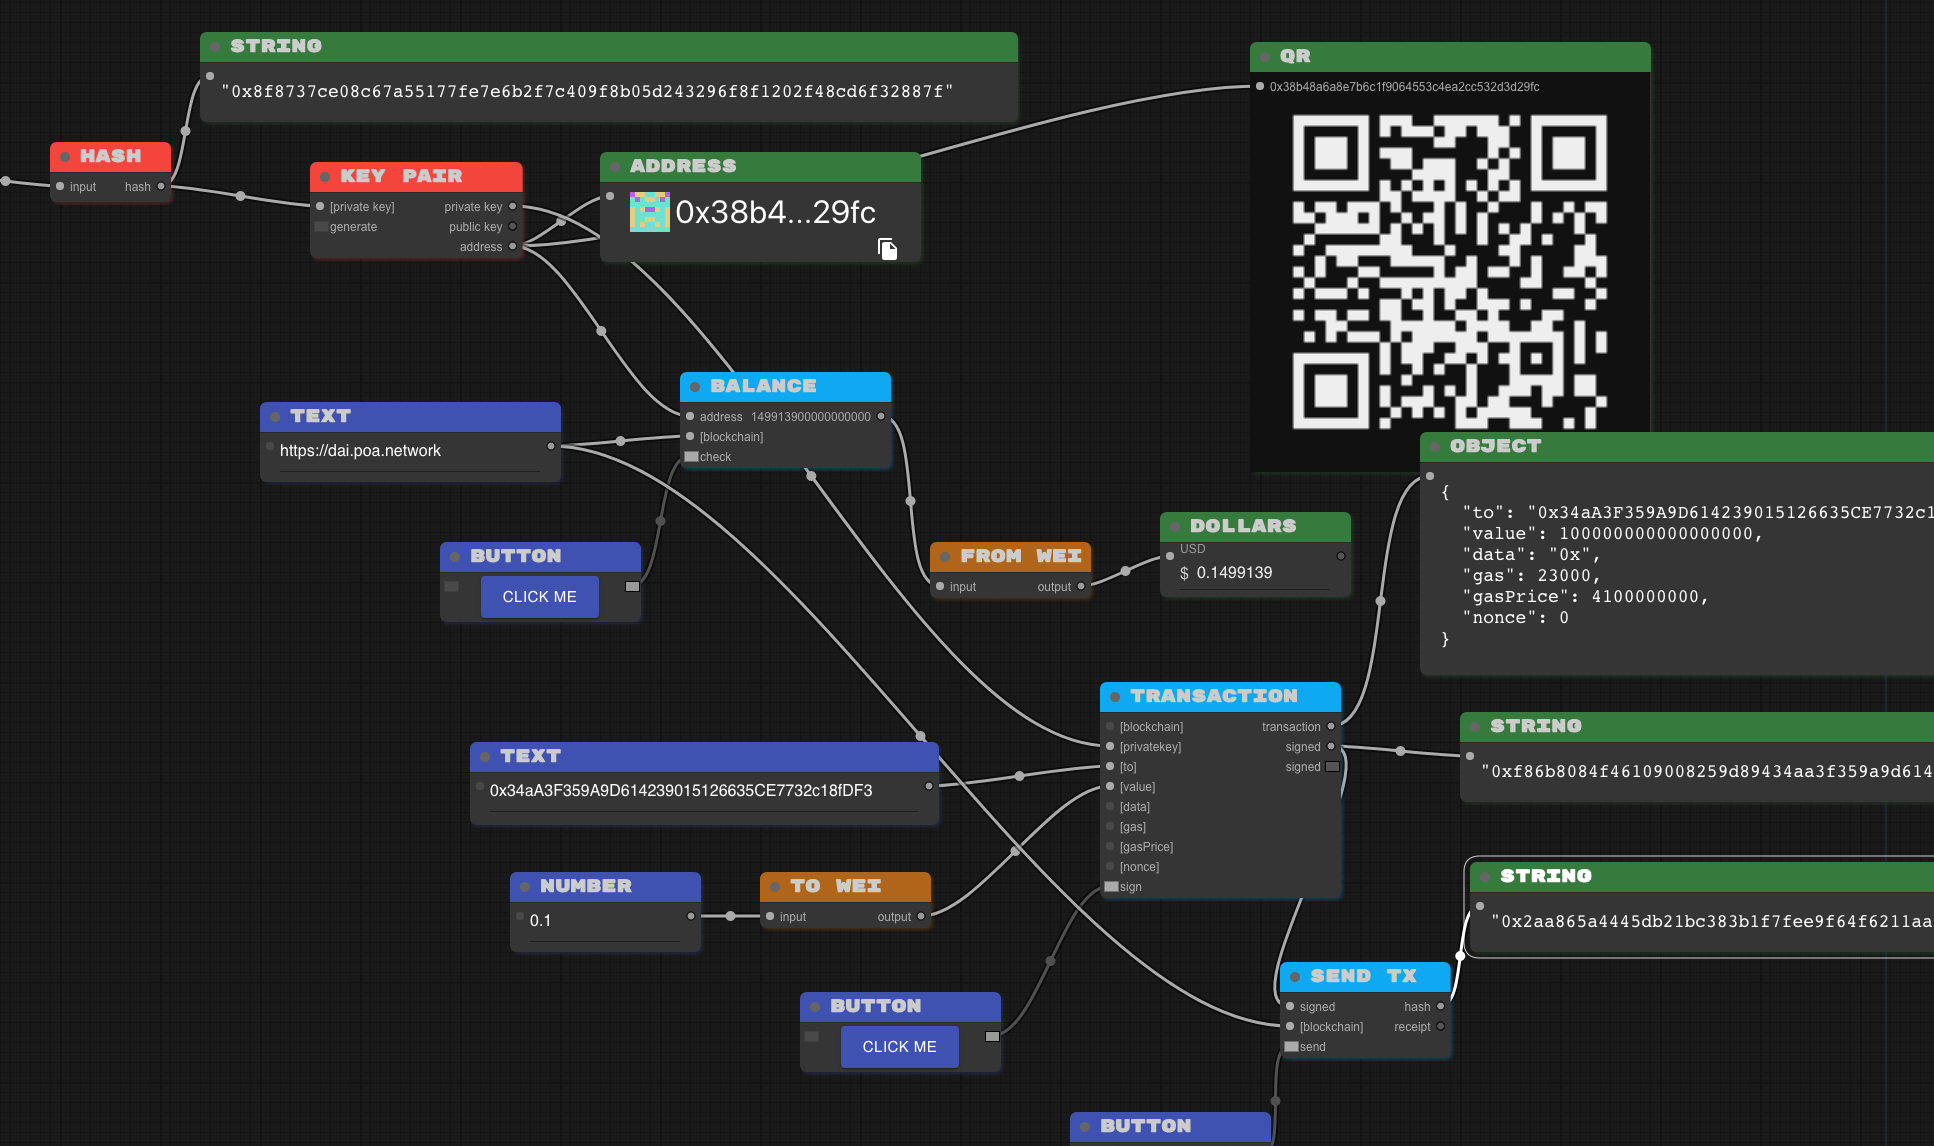 STRING
"0x8f8737ce08c67a55177fe7e6b2f7c409f8b05d243296f8f1202f48cd6f32887f"
QR
0x38b48a6a8e7b6c1f9064553c4ea2cc532d3d29fc
HASH
input hash
KEY PAIR
[private key] private key
generate public key
address
ADDRESS
0x38b4...29fc
BALANCE
address 149913900000000000
[blockchain]
check
TEXT
https://dai.poa.network
OBJECT
{
"to": "0x34aA3F359A9D614239015126635CE7732c1
"value": 100000000000000000,
"data": "0x",
"gas": 23000,
"gasPrice": 4100000000,
"nonce": 0
}
BUTTON
CLICK ME
FROM WEI
input output
DOLLARS
USD
$ 0.1499139
TRANSACTION
[blockchain] transaction
[privatekey] signed
[to] signed
[value]
[data]
[gas]
[gasPrice]
[nonce]
sign
STRING
"0xf86b8084f46109008259d89434aa3f359a9d614
TEXT
0x34aA3F359A9D614239015126635CE7732c18fDF3
NUMBER
0.1
TO WEI
input output
STRING
"0x2aa865a4445db21bc383b1f7fee9f64f6211aa
BUTTON
CLICK ME
SEND TX
signed hash
[blockchain] receipt
send
BUTTON